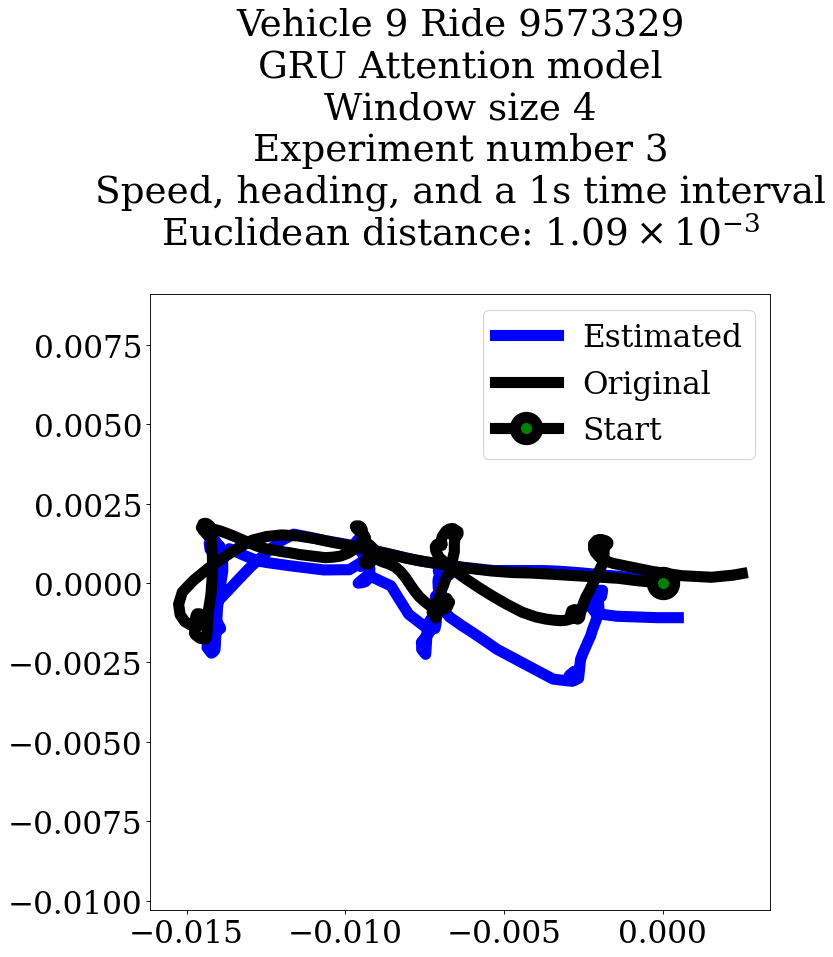 Vehicle 9 Ride 9573329
GRU Attention model
Window size 4
Experiment number 3
Speed, heading, and a 1s time interval
Euclidean distance: 1.09 × 10⁻³
Estimated
Original
Start
0.0075
0.0050
0.0025
0.0000
−0.0025
−0.0050
−0.0075
−0.0100
−0.015 −0.010 −0.005 0.000